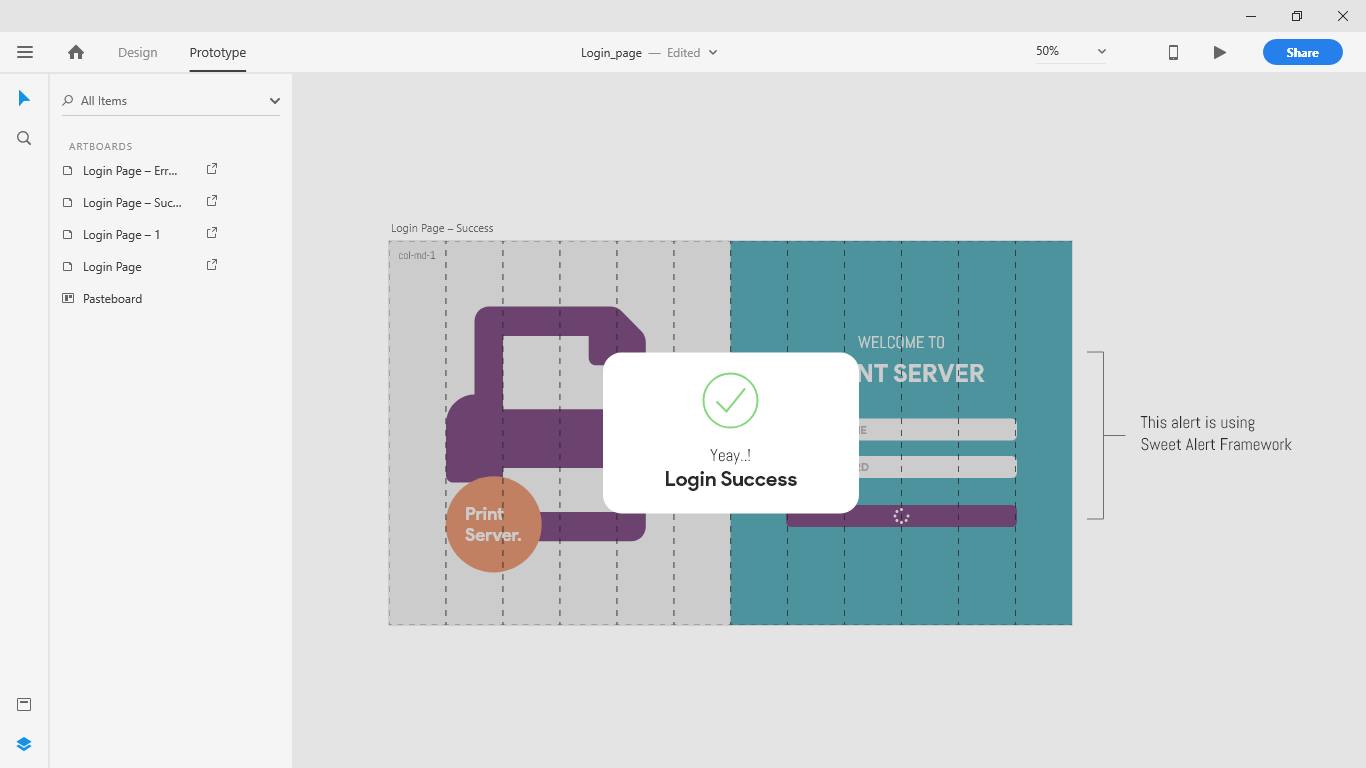 Design
Prototype
Login_page — Edited
50%
Share
All Items
ARTBOARDS
Login Page – Err...
Login Page – Suc...
Login Page – 1
Login Page
Pasteboard
Login Page – Success
col-md-1
WELCOME TO
NT SERVER
E
RD
Yeay..!
Login Success
Print
Server.
This alert is using
Sweet Alert Framework